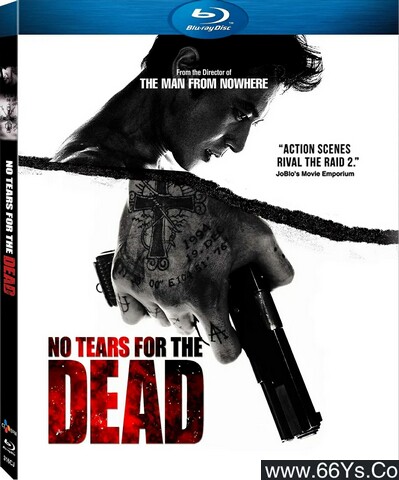 Blu-ray Disc
From the Director of
THE MAN FROM NOWHERE
"ACTION SCENES
RIVAL THE RAID 2."
JoBlo's Movie Emporium
NO TEARS FOR THE
DEAD
NO TEARS FOR THE DEAD
www.66Ys.Co